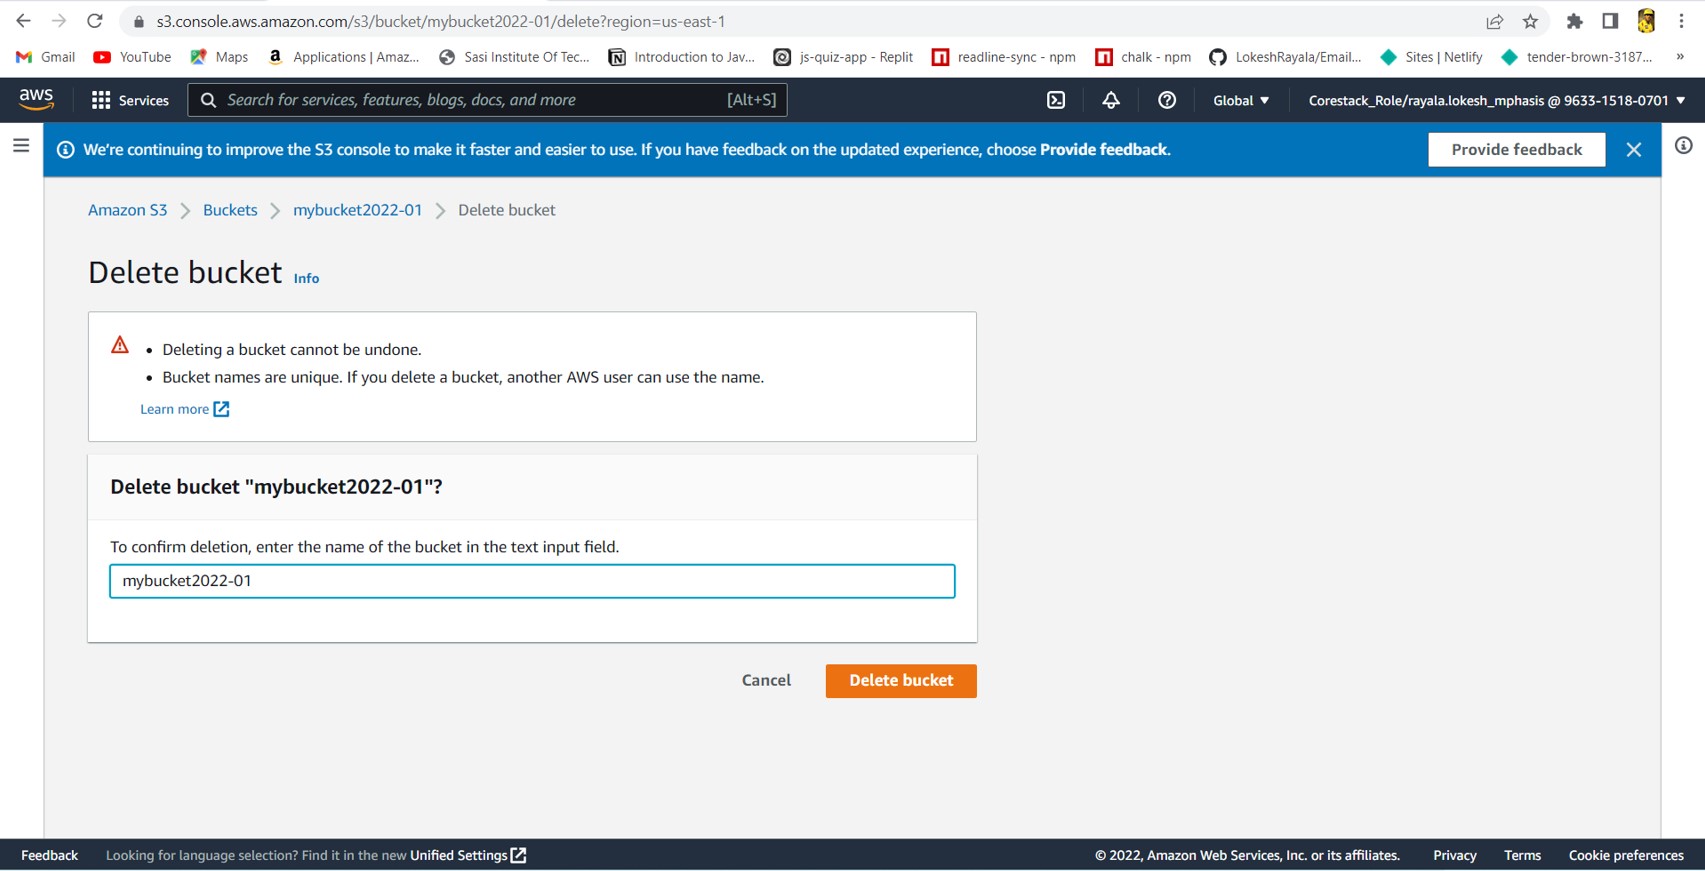 s3.console.aws.amazon.com/s3/bucket/mybucket2022-01/delete?region=us-east-1
Gmail YouTube Maps Applications | Amaz... Sasi Institute Of Tec... Introduction to Jav... js-quiz-app - Replit readline-sync - npm chalk - npm LokeshRayala/Email... Sites | Netlify tender-brown-3187... »
aws Services Search for services, features, blogs, docs, and more [Alt+S] Global Corestack_Role/rayala.lokesh_mphasis @ 9633-1518-0701
We're continuing to improve the S3 console to make it faster and easier to use. If you have feedback on the updated experience, choose Provide feedback. Provide feedback
Amazon S3 Buckets mybucket2022-01 Delete bucket
Delete bucket Info
• Deleting a bucket cannot be undone.
• Bucket names are unique. If you delete a bucket, another AWS user can use the name.
Learn more
Delete bucket "mybucket2022-01"?
To confirm deletion, enter the name of the bucket in the text input field.
mybucket2022-01
Cancel Delete bucket
Feedback Looking for language selection? Find it in the new Unified Settings © 2022, Amazon Web Services, Inc. or its affiliates. Privacy Terms Cookie preferences